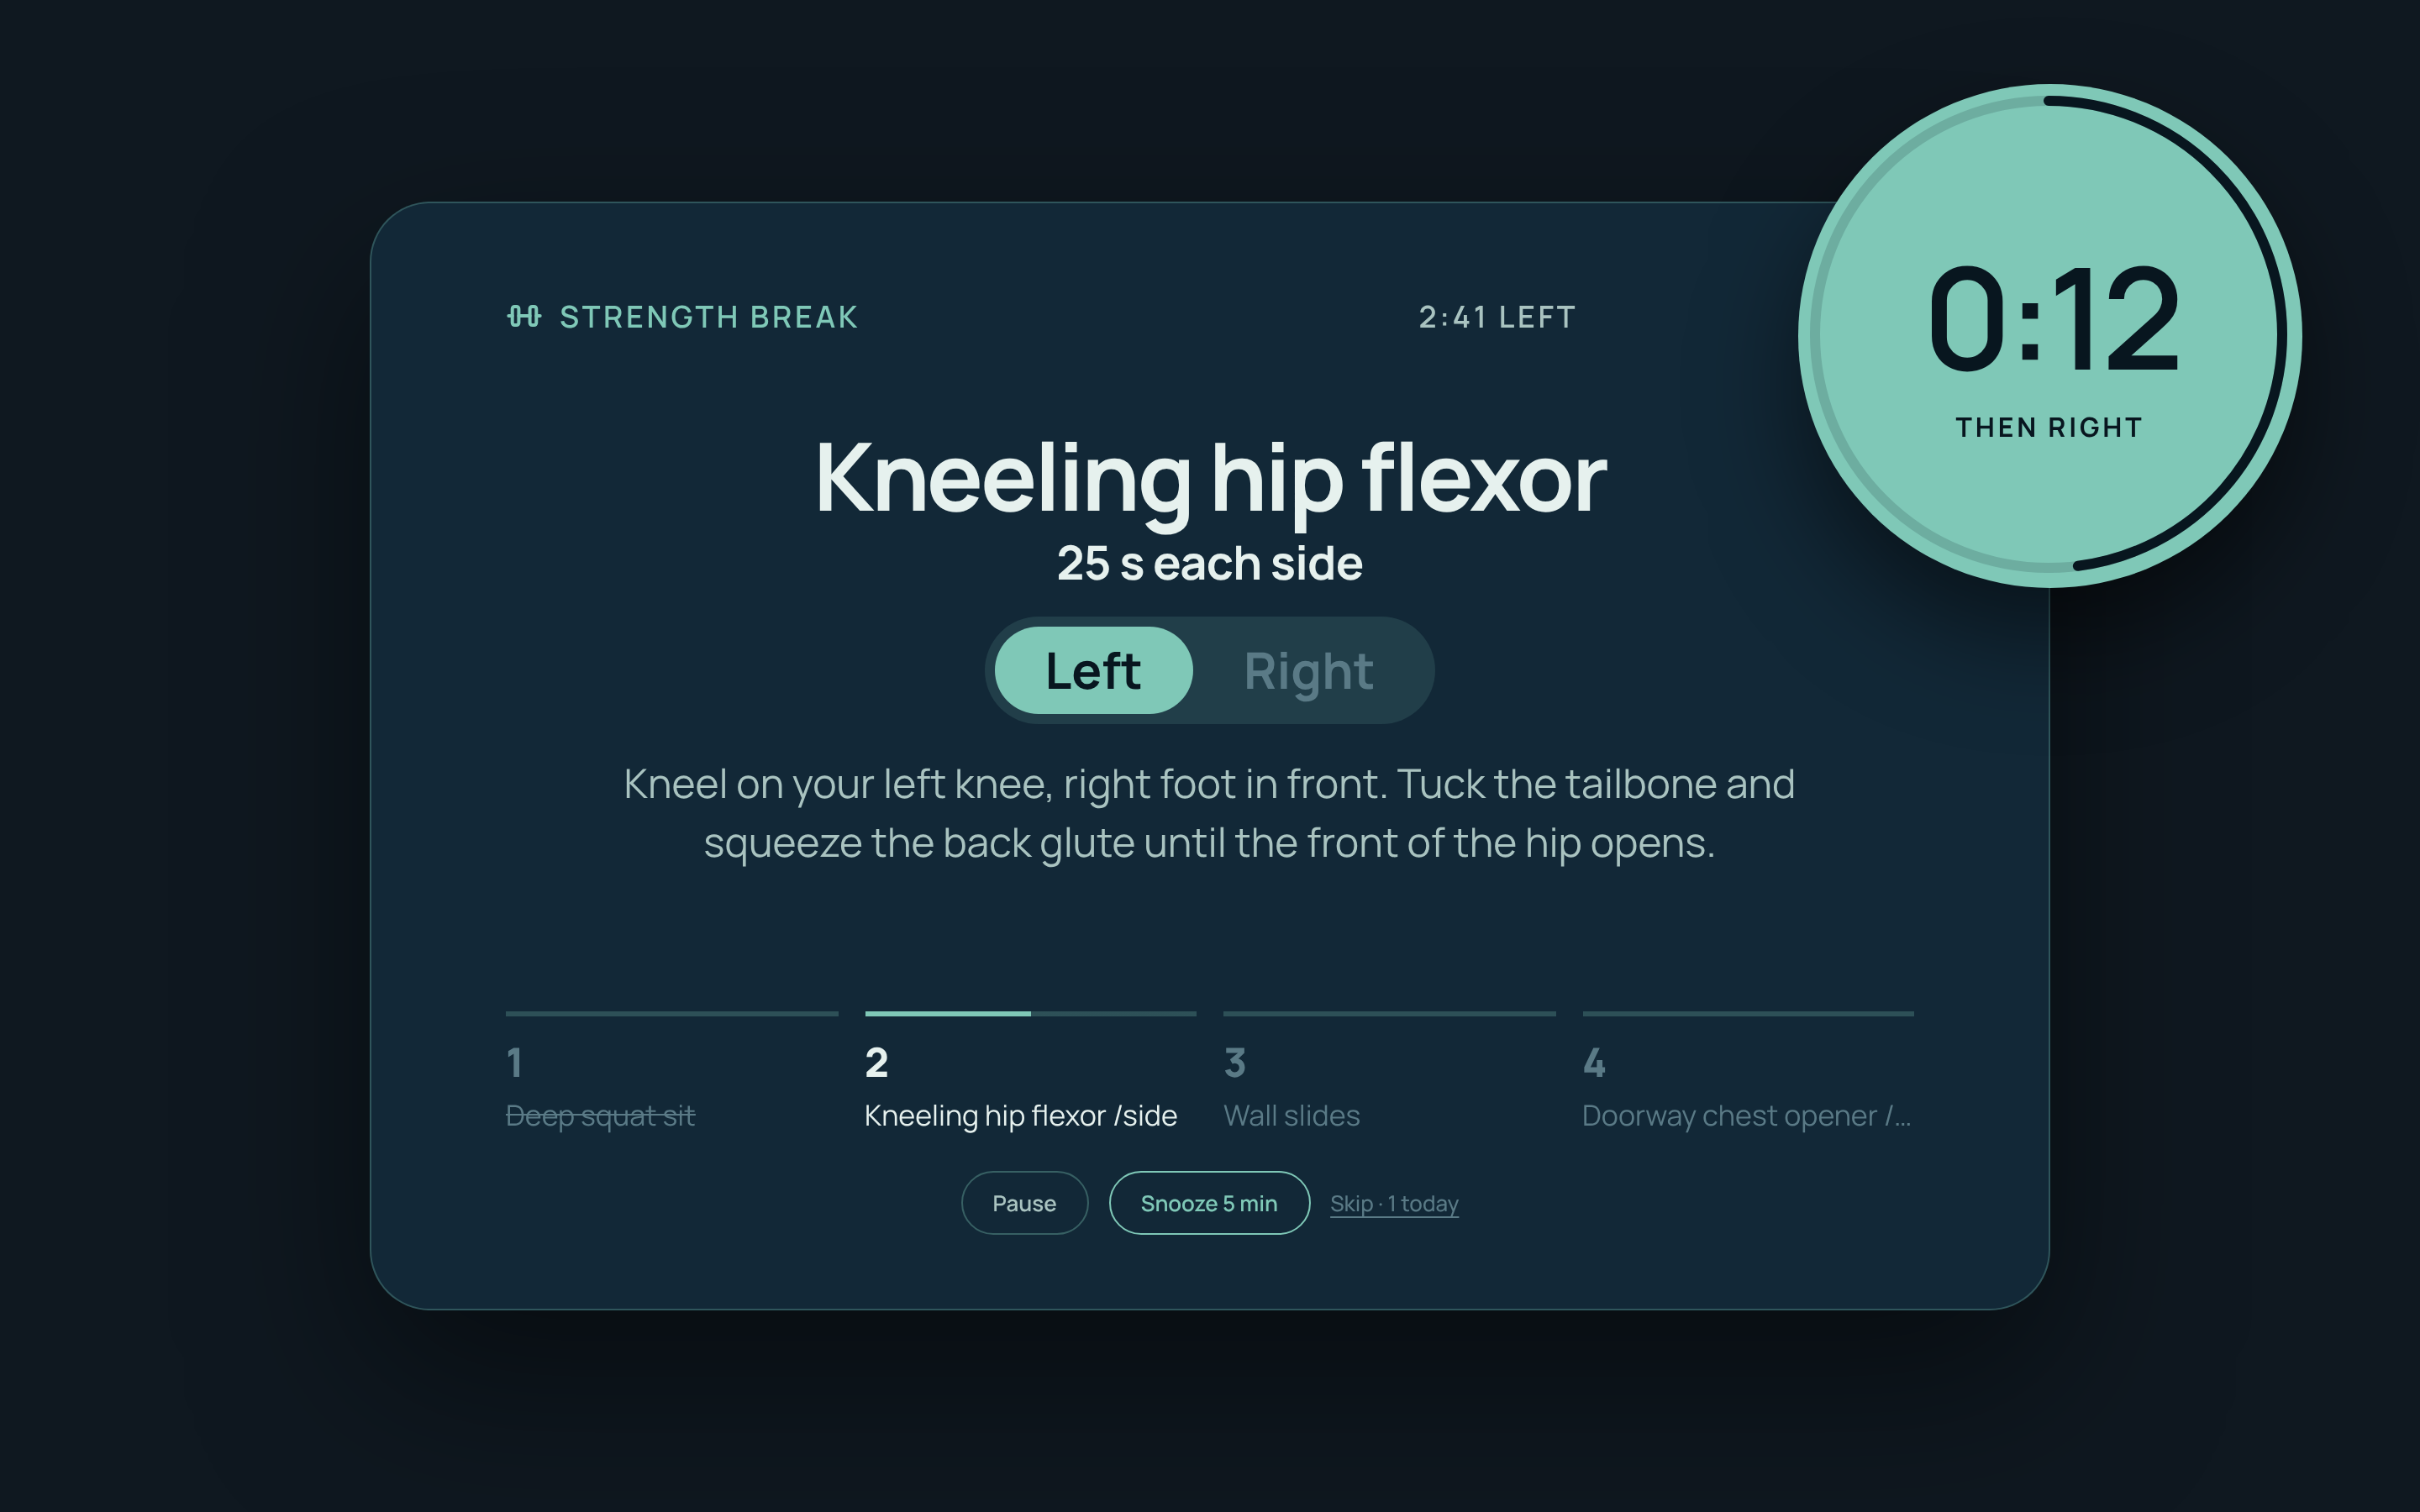 STRENGTH BREAK
2:41 LEFT
0:12
THEN RIGHT
Kneeling hip flexor
25 s each side
Left
Right
Kneel on your left knee, right foot in front. Tuck the tailbone and
squeeze the back glute until the front of the hip opens.
1
Deep squat sit
2
Kneeling hip flexor /side
3
Wall slides
4
Doorway chest opener /...
Pause
Snooze 5 min
Skip · 1 today